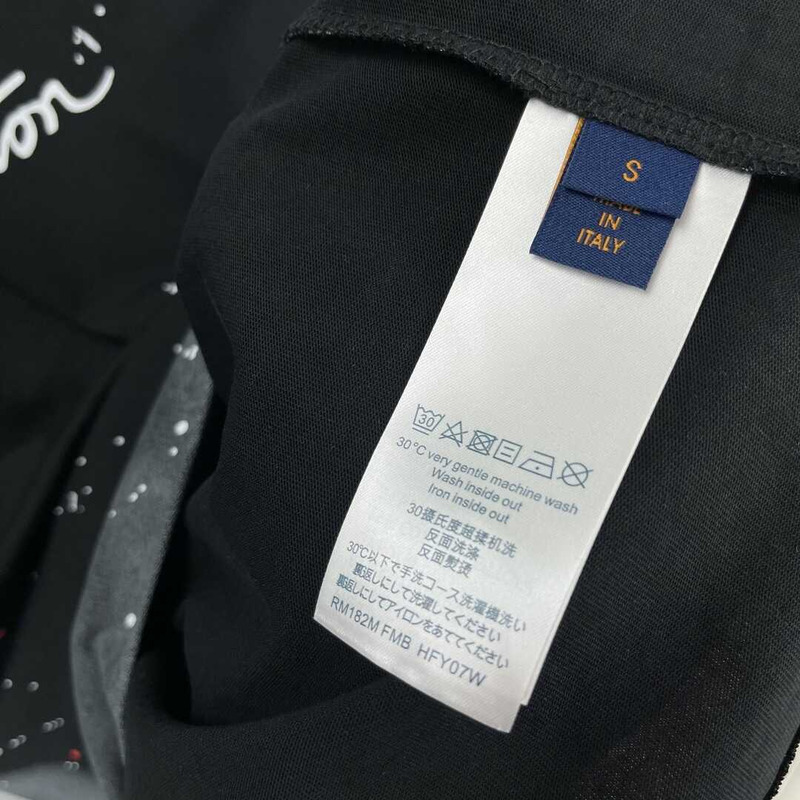 ton
S
MADE
IN
ITALY
30
30°C very gentle machine wash
Wash inside out
Iron inside out
30摄氏度超揉机洗
反面洗涤
反面熨烫
30℃以下で手洗コース洗濯機洗い
裏返しにして洗濯してください
裏返しにしてアイロンをあててください
RM182M FMB HFY07W